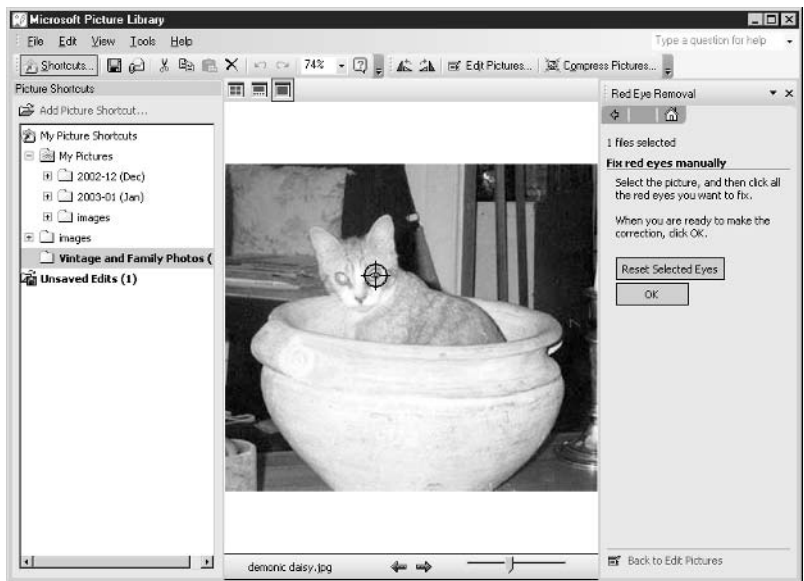 Microsoft Picture Library
File Edit View Tools Help
Type a question for help
Shortcuts... 74% Edit Pictures... Compress Pictures...
Picture Shortcuts
Add Picture Shortcut...
My Picture Shortcuts
My Pictures
2002-12 (Dec)
2003-01 (Jan)
images
images
Vintage and Family Photos (
Unsaved Edits (1)
demonic daisy.jpg
Red Eye Removal
1 files selected
Fix red eyes manually
Select the picture, and then click all
the red eyes you want to fix.
When you are ready to make the
correction, click OK.
Reset Selected Eyes
OK
Back to Edit Pictures